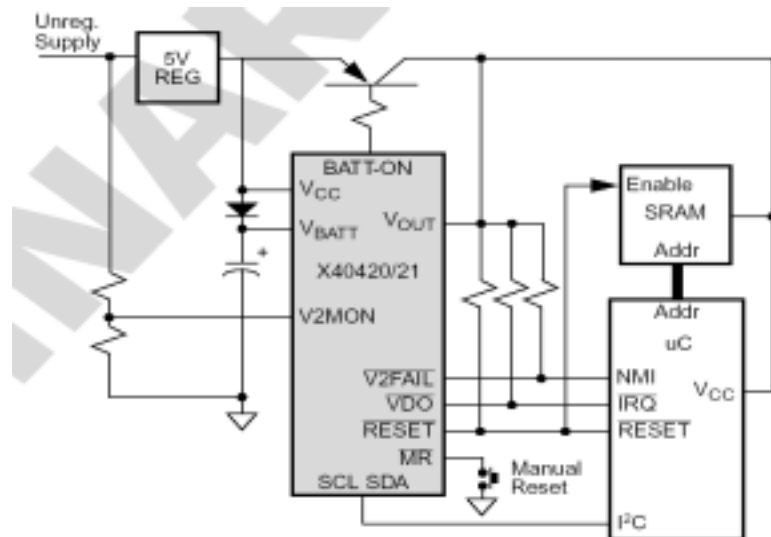 Unreg.
Supply
5V
REG
BATT-ON
VCC
VBATT
VOUT
X40420/21
V2MON
V2FAIL
VDO
RESET
MR
SCL SDA
Manual
Reset
Enable
SRAM
Addr
Addr
uC
NMI
VCC
IRQ
RESET
I²C
+